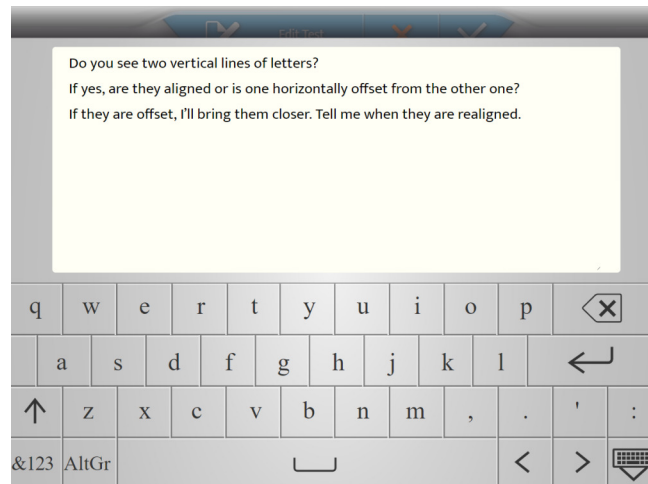 Edit Text
Do you see two vertical lines of letters?
If yes, are they aligned or is one horizontally offset from the other one?
If they are offset, I'll bring them closer. Tell me when they are realigned.
q w e r t y u i o p
a s d f g h j k l
z x c v b n m , . ' :
&123 AltGr < >